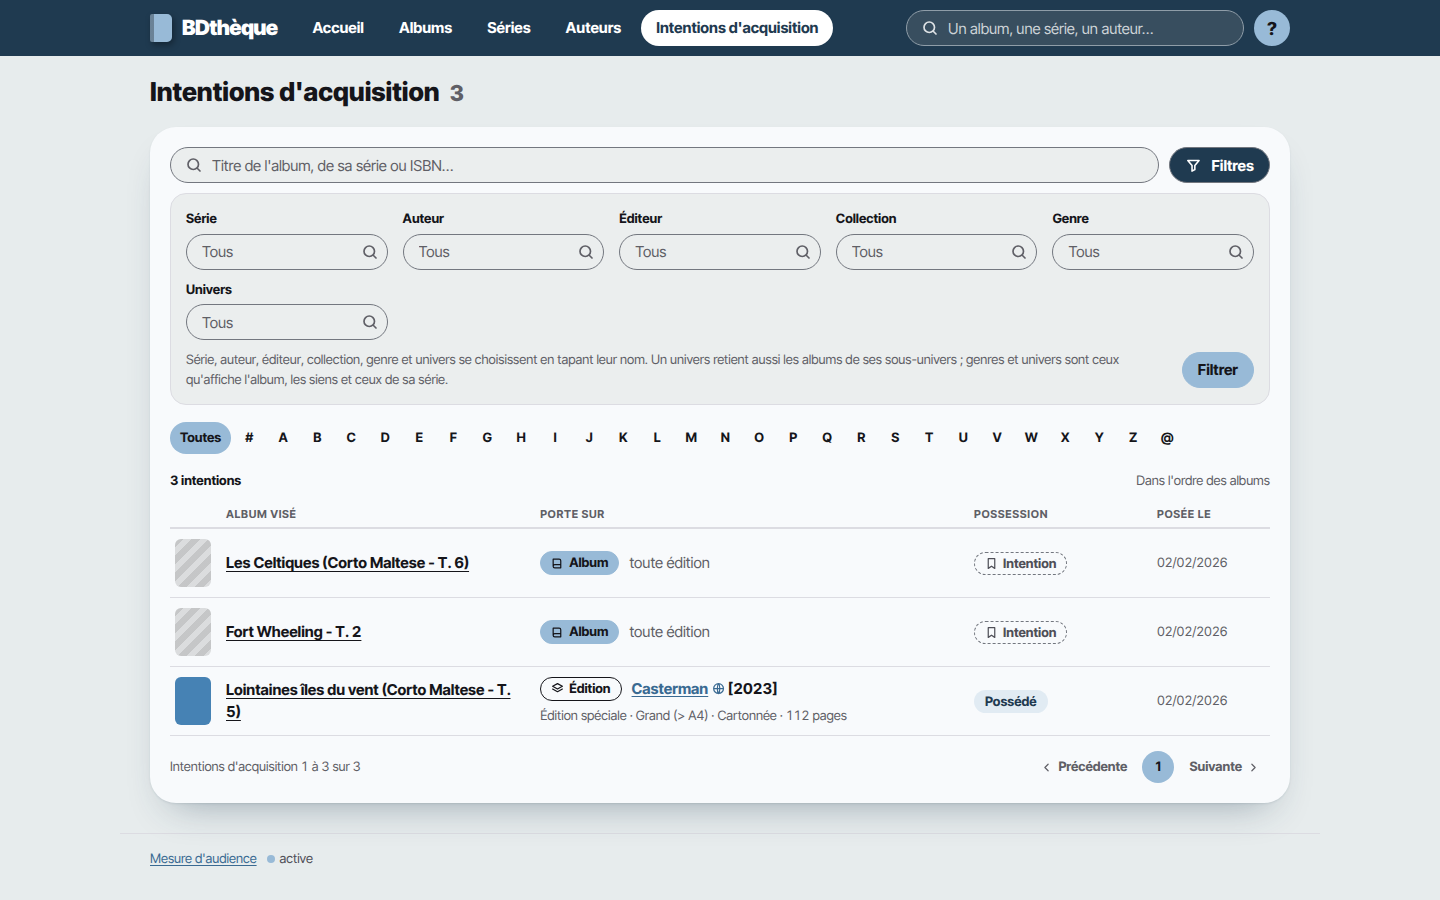 BDthèque Accueil Albums Séries Auteurs Intentions d'acquisition Un album, une série, un auteur... ?
Intentions d'acquisition 3
Titre de l'album, de sa série ou ISBN... Filtres
Série Auteur Éditeur Collection Genre
Tous Tous Tous Tous Tous
Univers
Tous
Série, auteur, éditeur, collection, genre et univers se choisissent en tapant leur nom. Un univers retient aussi les albums de ses sous-univers ; genres et univers sont ceux
qu'affiche l'album, les siens et ceux de sa série.
Filtrer
Toutes # A B C D E F G H I J K L M N O P Q R S T U V W X Y Z @
3 intentions Dans l'ordre des albums
ALBUM VISÉ PORTE SUR POSSESSION POSÉE LE
Les Celtiques (Corto Maltese - T. 6) Album toute édition Intention 02/02/2026
Fort Wheeling - T. 2 Album toute édition Intention 02/02/2026
Lointaines îles du vent (Corto Maltese - T.
5)
Édition Casterman [2023]
Édition spéciale · Grand (> A4) · Cartonnée · 112 pages
Possédé 02/02/2026
Intentions d'acquisition 1 à 3 sur 3 Précédente 1 Suivante
Mesure d'audience active